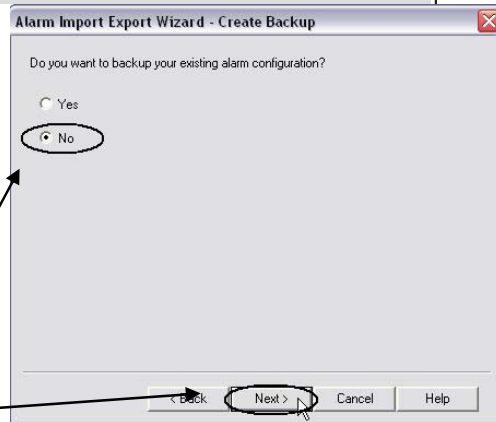 Alarm Import Export Wizard - Create Backup
Do you want to backup your existing alarm configuration?
Yes
No
< Back
Next >
Cancel
Help